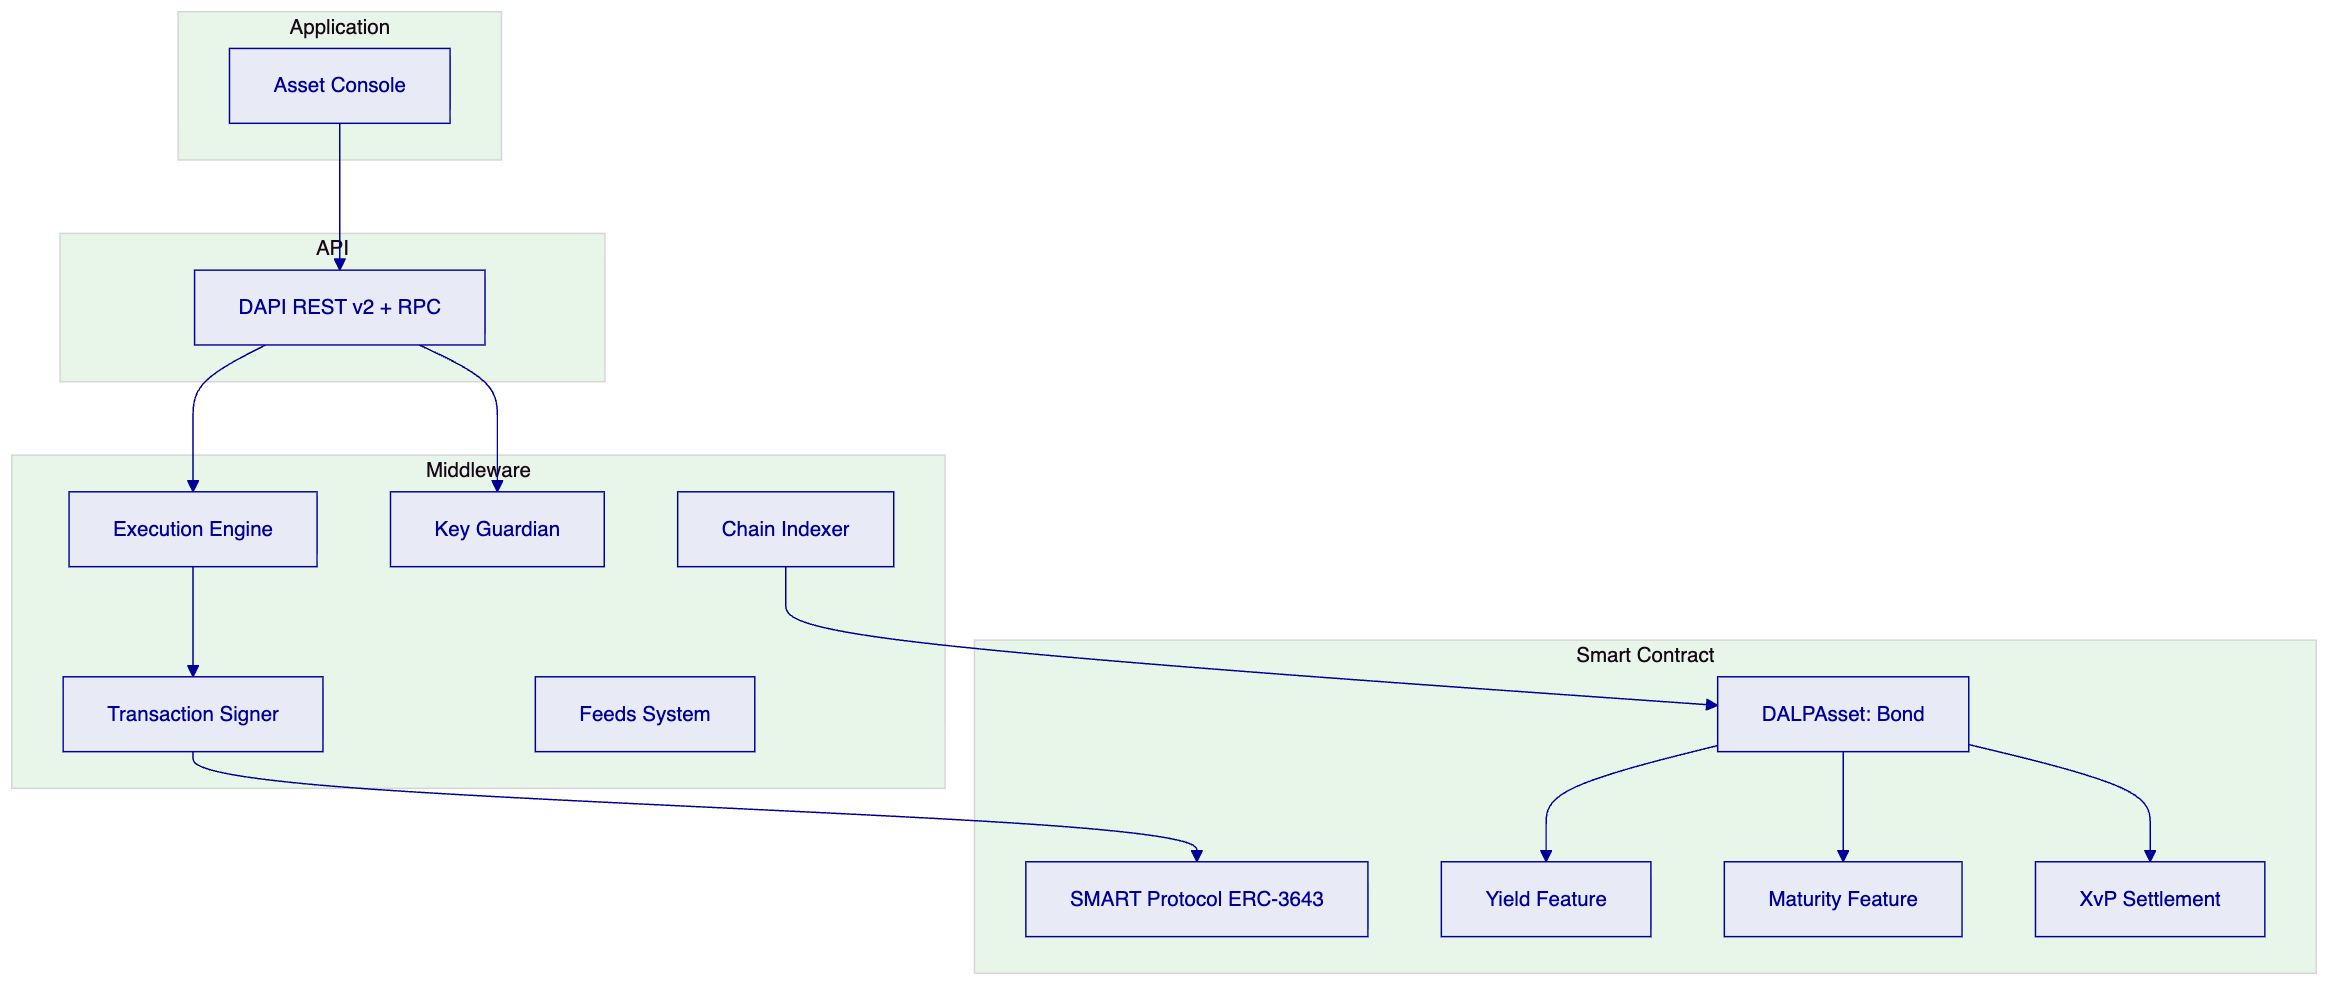 Application
Asset Console
API
DAPI REST v2 + RPC
Middleware
Execution Engine
Key Guardian
Chain Indexer
Transaction Signer
Feeds System
Smart Contract
DALPAsset: Bond
SMART Protocol ERC-3643
Yield Feature
Maturity Feature
XvP Settlement